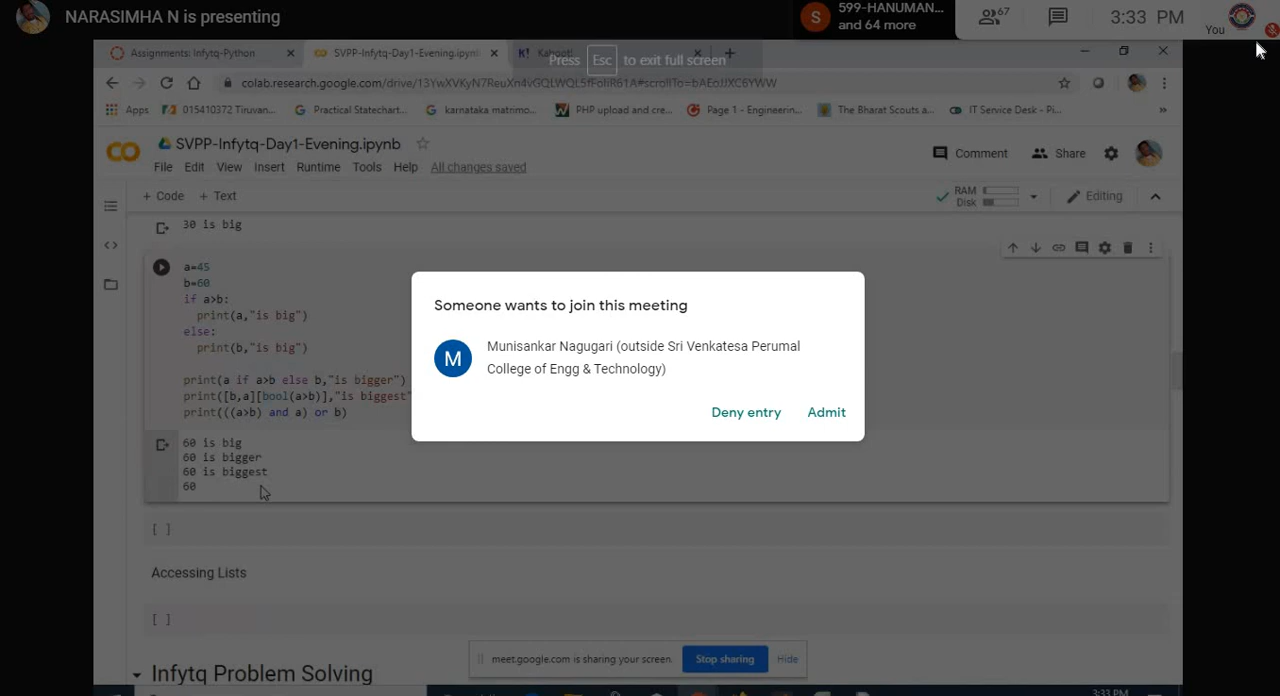 NARASIMHA N is presenting
S
599-HANUMAN...
and 64 more
67
3:33 PM
You
Assignments: Infytq-Python
SVPP-Infytq-Day1-Evening.ipynb
K! Kahoot!
Press Esc to exit full screen
Apps
015410372 Tiruvan...
Practical Statechart...
karnataka matrimo...
PHP upload and cre...
Page 1 - Engineerin...
The Bharat Scouts a...
IT Service Desk - Pi...
»
SVPP-Infytq-Day1-Evening.ipynb
File Edit View Insert Runtime Tools Help All changes saved
Comment
Share
+ Code + Text
RAM
Disk
Editing
30 is big
a=45
b=60
if a>b:
print(a,"is big")
else:
print(b,"is big")
print(a if a>b else b,"is bigger")
print([b,a][bool(a>b)],"is biggest"
print(((a>b) and a) or b)
60 is big
60 is bigger
60 is biggest
60
[ ]
Accessing Lists
[ ]
Infytq Problem Solving
Someone wants to join this meeting
M
Munisankar Nagugari (outside Sri Venkatesa Perumal
College of Engg & Technology)
Deny entry Admit
meet.google.com is sharing your screen.
Stop sharing
Hide
3:33 PM